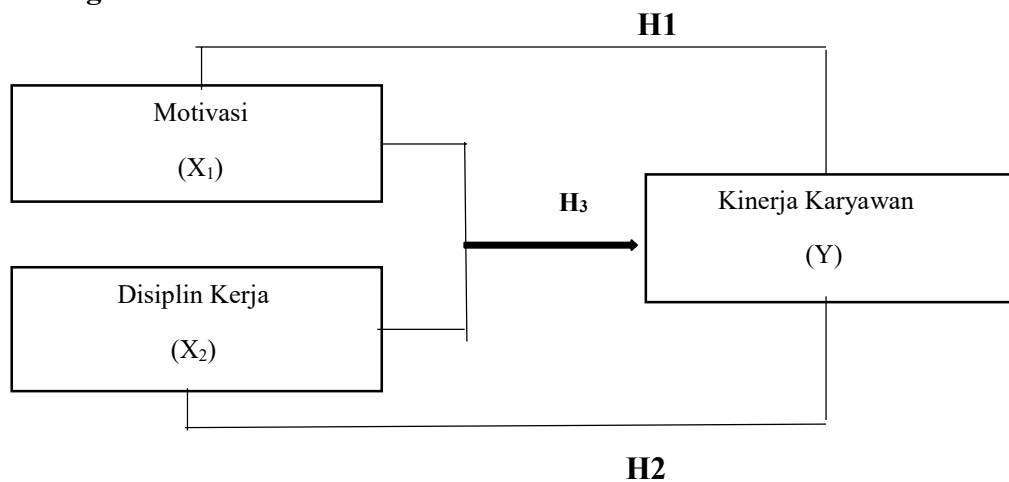 H1
Motivasi
(X₁)
Kinerja Karyawan
(Y)
H₃
Disiplin Kerja
(X₂)
H2